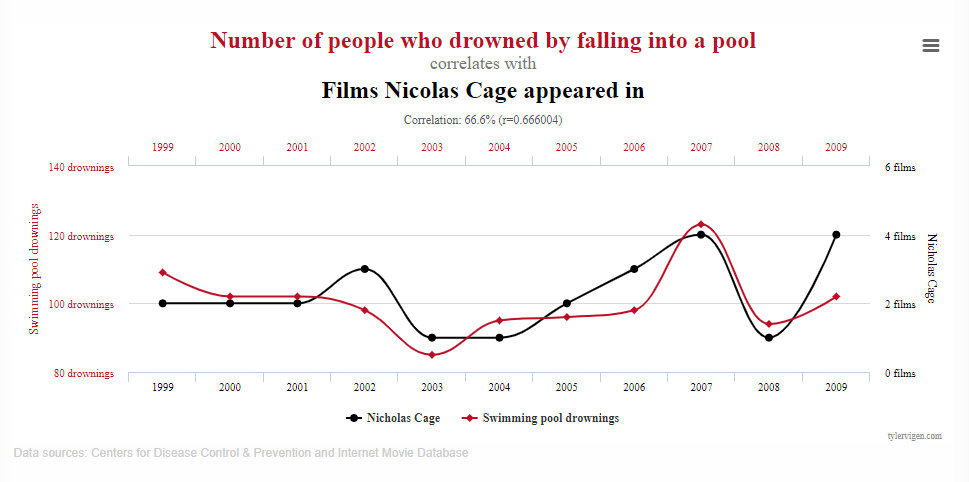 Number of people who drowned by falling into a pool
correlates with
Films Nicolas Cage appeared in
Correlation: 66.6% (r=0.666004)
1999 2000 2001 2002 2003 2004 2005 2006 2007 2008 2009
140 drownings 6 films
120 drownings 4 films
100 drownings 2 films
80 drownings 0 films
Swimming pool drownings
Nicholas Cage
1999 2000 2001 2002 2003 2004 2005 2006 2007 2008 2009
Nicholas Cage Swimming pool drownings
tylervigen.com
Data sources: Centers for Disease Control & Prevention and Internet Movie Database